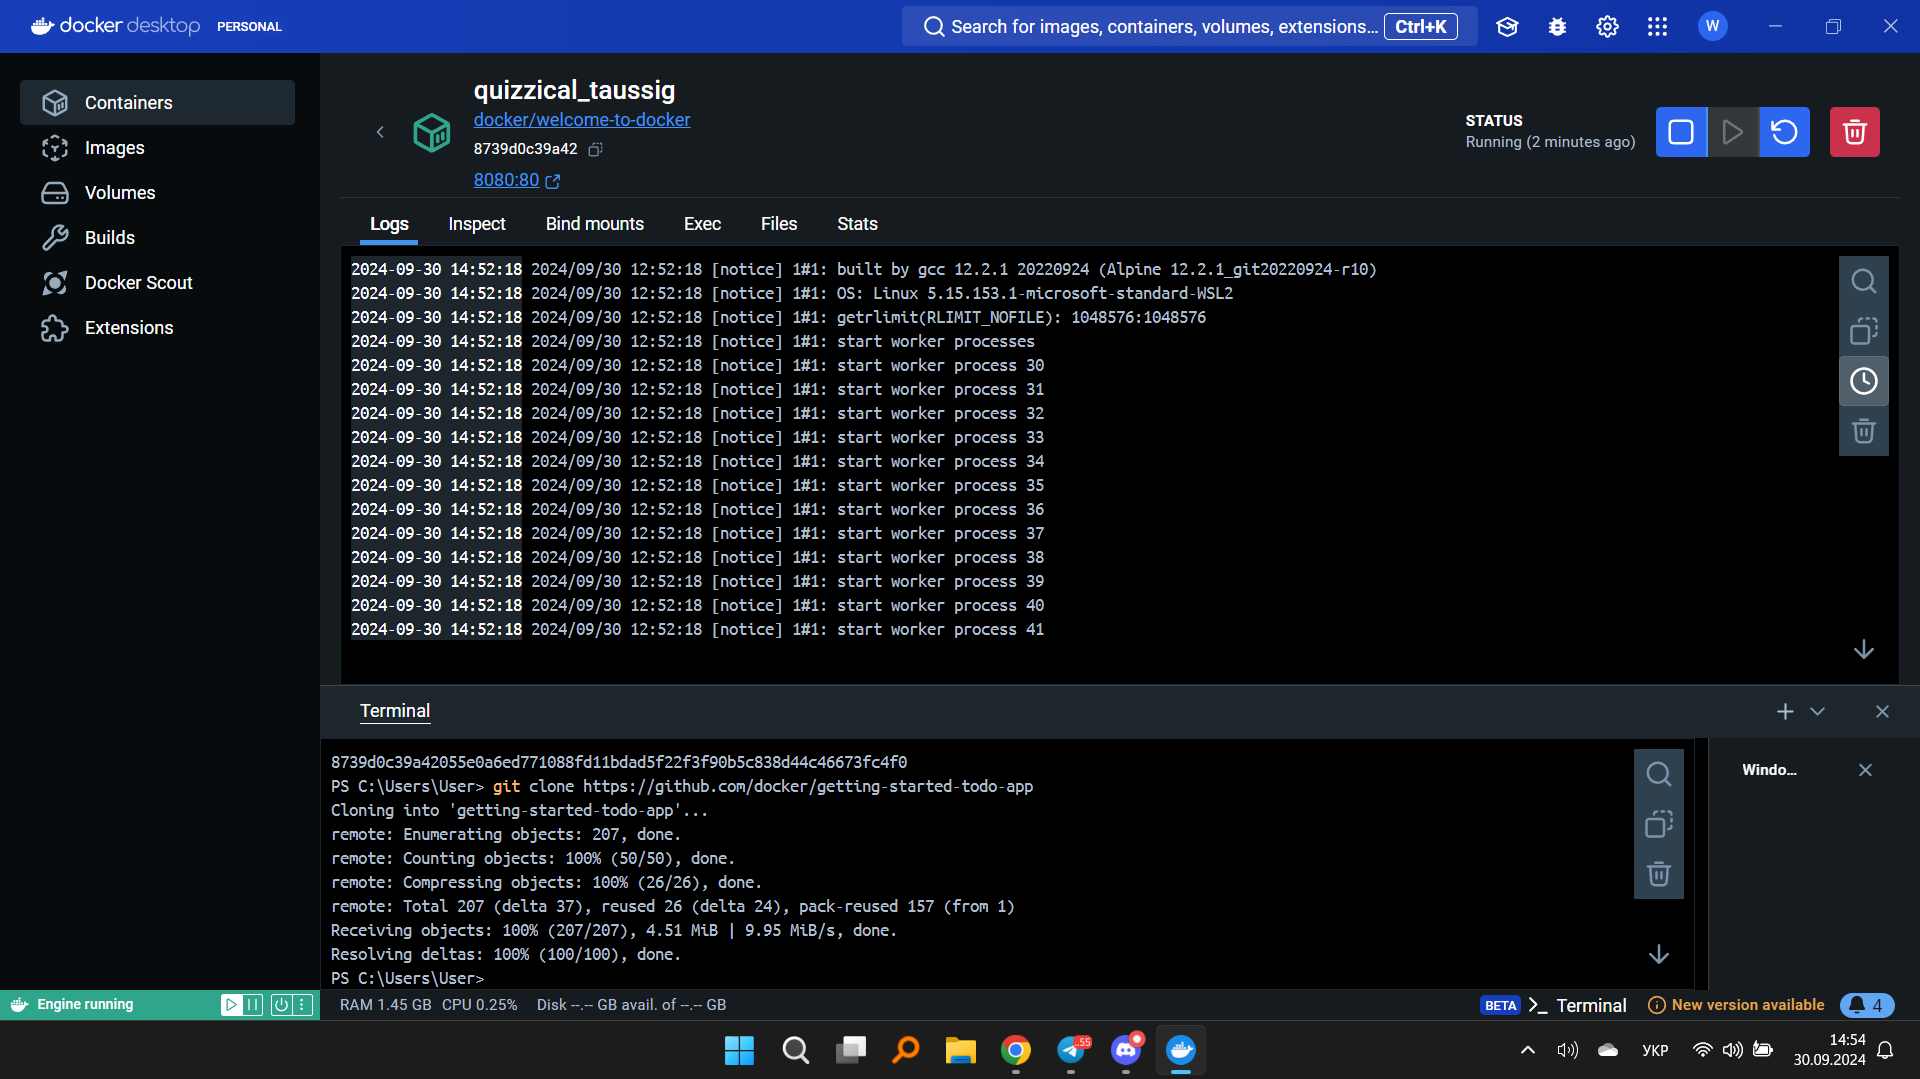 docker desktop PERSONAL
Search for images, containers, volumes, extensions... Ctrl+K
W
Containers
Images
Volumes
Builds
Docker Scout
Extensions
quizzical_taussig
docker/welcome-to-docker
8739d0c39a42
8080:80
STATUS
Running (2 minutes ago)
Logs Inspect Bind mounts Exec Files Stats
2024-09-30 14:52:18 2024/09/30 12:52:18 [notice] 1#1: built by gcc 12.2.1 20220924 (Alpine 12.2.1_git20220924-r10)
2024-09-30 14:52:18 2024/09/30 12:52:18 [notice] 1#1: OS: Linux 5.15.153.1-microsoft-standard-WSL2
2024-09-30 14:52:18 2024/09/30 12:52:18 [notice] 1#1: getrlimit(RLIMIT_NOFILE): 1048576:1048576
2024-09-30 14:52:18 2024/09/30 12:52:18 [notice] 1#1: start worker processes
2024-09-30 14:52:18 2024/09/30 12:52:18 [notice] 1#1: start worker process 30
2024-09-30 14:52:18 2024/09/30 12:52:18 [notice] 1#1: start worker process 31
2024-09-30 14:52:18 2024/09/30 12:52:18 [notice] 1#1: start worker process 32
2024-09-30 14:52:18 2024/09/30 12:52:18 [notice] 1#1: start worker process 33
2024-09-30 14:52:18 2024/09/30 12:52:18 [notice] 1#1: start worker process 34
2024-09-30 14:52:18 2024/09/30 12:52:18 [notice] 1#1: start worker process 35
2024-09-30 14:52:18 2024/09/30 12:52:18 [notice] 1#1: start worker process 36
2024-09-30 14:52:18 2024/09/30 12:52:18 [notice] 1#1: start worker process 37
2024-09-30 14:52:18 2024/09/30 12:52:18 [notice] 1#1: start worker process 38
2024-09-30 14:52:18 2024/09/30 12:52:18 [notice] 1#1: start worker process 39
2024-09-30 14:52:18 2024/09/30 12:52:18 [notice] 1#1: start worker process 40
2024-09-30 14:52:18 2024/09/30 12:52:18 [notice] 1#1: start worker process 41
Terminal
8739d0c39a42055e0a6ed771088fd11bdad5f22f3f90b5c838d44c46673fc4f0
PS C:\Users\User> git clone https://github.com/docker/getting-started-todo-app
Cloning into 'getting-started-todo-app'...
remote: Enumerating objects: 207, done.
remote: Counting objects: 100% (50/50), done.
remote: Compressing objects: 100% (26/26), done.
remote: Total 207 (delta 37), reused 26 (delta 24), pack-reused 157 (from 1)
Receiving objects: 100% (207/207), 4.51 MiB | 9.95 MiB/s, done.
Resolving deltas: 100% (100/100), done.
PS C:\Users\User>
Windo...
Engine running
RAM 1.45 GB CPU 0.25% Disk --.-- GB avail. of --.-- GB
BETA >_ Terminal
New version available
4
55
УКР
14:54
30.09.2024